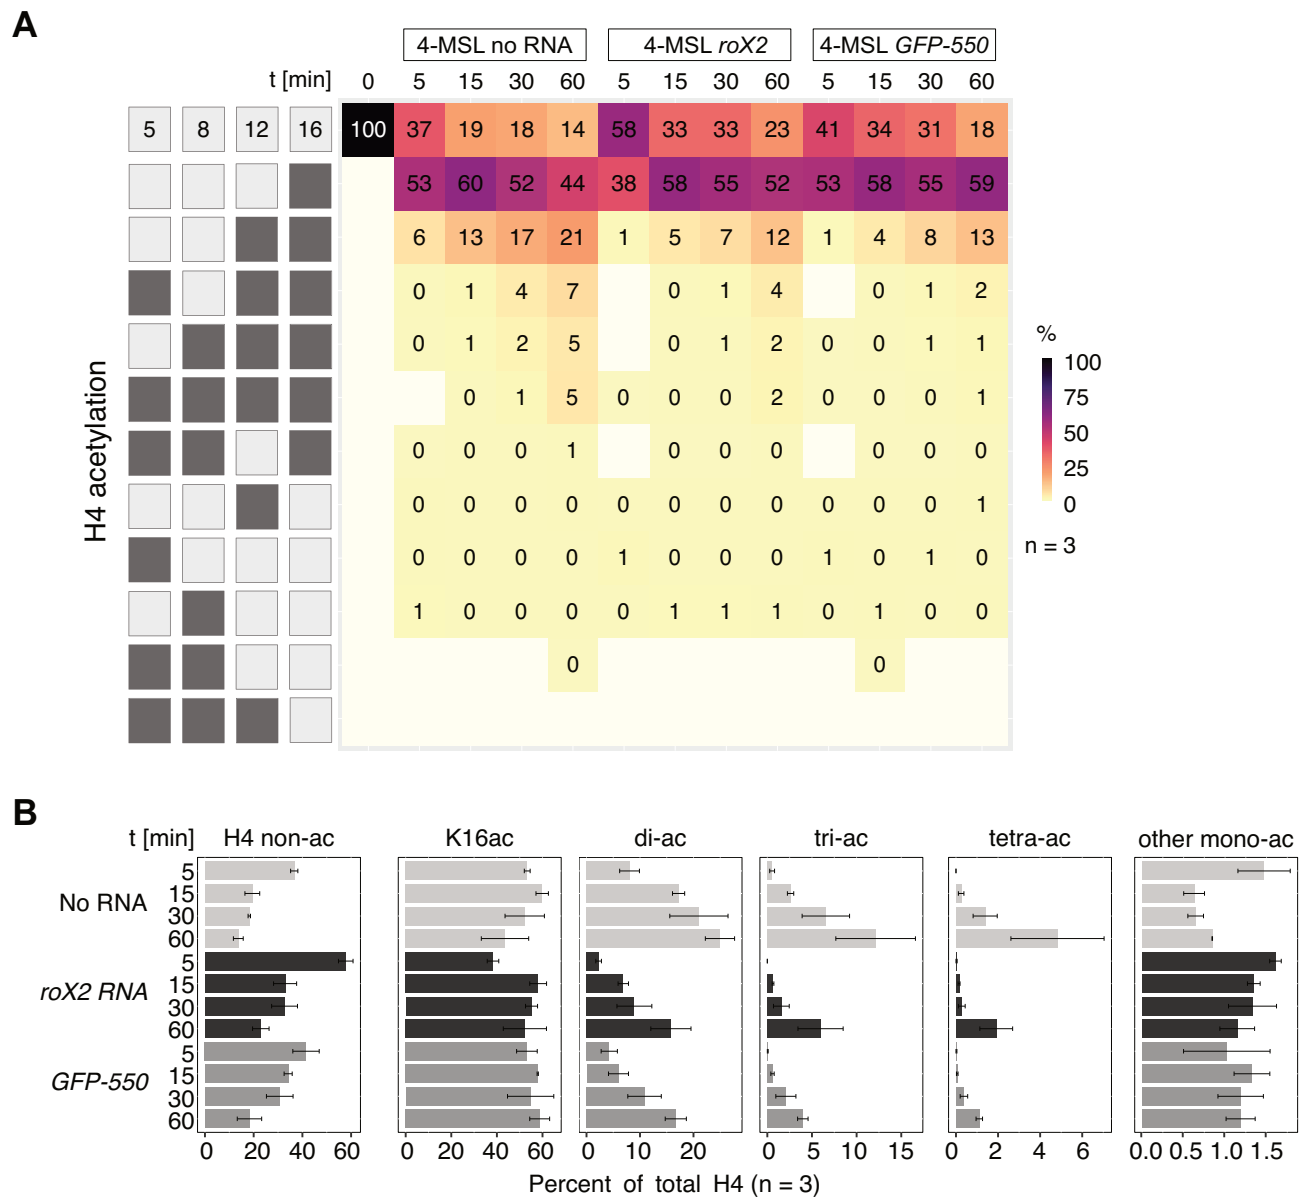 A
4-MSL no RNA 4-MSL roX2 4-MSL GFP-550
t [min] 0 5 15 30 60 5 15 30 60 5 15 30 60
5 8 12 16 100 37 19 18 14 58 33 33 23 41 34 31 18
53 60 52 44 38 58 55 52 53 58 55 59
6 13 17 21 1 5 7 12 1 4 8 13
0 1 4 7 0 1 4 0 1 2
0 1 2 5 0 1 2 0 0 1 1
0 1 5 0 0 0 2 0 0 0 1
0 0 0 1 0 0 0 0 0 0
0 0 0 0 0 0 0 0 0 0 0 1
0 0 0 0 1 0 0 0 1 0 1 0
1 0 0 0 0 1 1 1 0 1 0 0
0 0
H4 acetylation
%
100
75
50
25
0
n = 3
B
t [min] H4 non-ac K16ac di-ac tri-ac tetra-ac other mono-ac
No RNA
5
15
30
60
roX2 RNA
5
15
30
60
GFP-550
5
15
30
60
0 20 40 60 0 20 40 60 0 10 20 0 5 10 15 0 2 4 6 0.0 0.5 1.0 1.5
Percent of total H4 (n = 3)